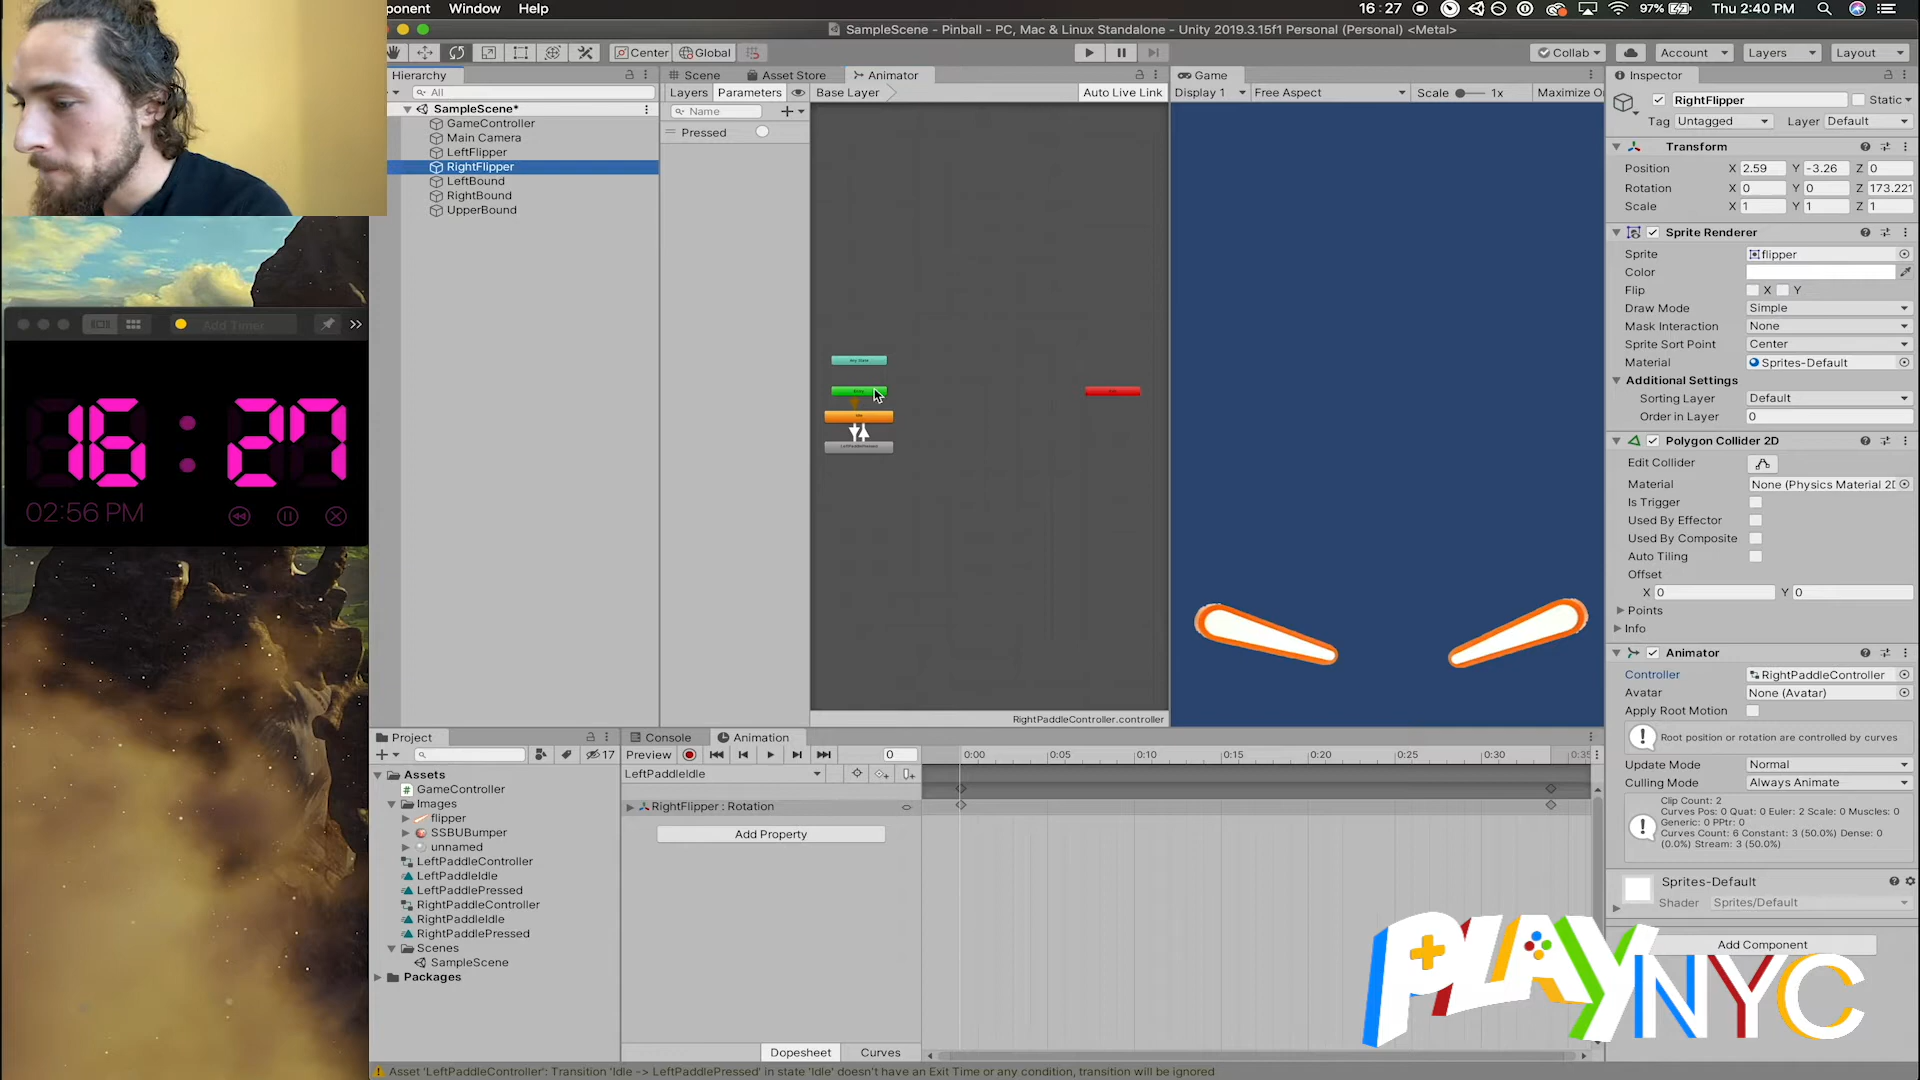 ponent Window Help
16:27 97% Thu 2:40 PM
SampleScene - Pinball - PC, Mac & Linux Standalone - Unity 2019.3.15f1 Personal (Personal) <Metal>
Center Global
Collab Account Layers Layout
Hierarchy
All
SampleScene*
GameController
Main Camera
LeftFlipper
RightFlipper
LeftBound
RightBound
UpperBound
Scene Asset Store Animator
Layers Parameters Base Layer Auto Live Link
Name
Pressed
Any State
Entry
Idle
LeftPaddlePressed
Exit
RightPaddleController.controller
Game
Display 1 Free Aspect Scale 1x Maximize O
Inspector
RightFlipper Static
Tag Untagged Layer Default
Transform
Position X 2.59 Y -3.26 Z 0
Rotation X 0 Y 0 Z 173.221
Scale X 1 Y 1 Z 1
Sprite Renderer
Sprite flipper
Color
Flip X Y
Draw Mode Simple
Mask Interaction None
Sprite Sort Point Center
Material Sprites-Default
Additional Settings
Sorting Layer Default
Order in Layer 0
Polygon Collider 2D
Edit Collider
Material None (Physics Material 2D
Is Trigger
Used By Effector
Used By Composite
Auto Tiling
Offset
X 0 Y 0
Points
Info
Animator
Controller RightPaddleController
Avatar None (Avatar)
Apply Root Motion
Root position or rotation are controlled by curves
Update Mode Normal
Culling Mode Always Animate
Clip Count: 2
Curves Pos: 0 Quat: 0 Euler: 2 Scale: 0 Muscles: 0
Generic: 0 PPtr: 0
Curves Count: 6 Constant: 3 (50.0%) Dense: 0
(0.0%) Stream: 3 (50.0%)
Sprites-Default
Shader Sprites/Default
Add Component
Add Timer
16:27
02:56 PM
Project
17
Assets
GameController
Images
flipper
SSBUBumper
unnamed
LeftPaddleController
LeftPaddleIdle
LeftPaddlePressed
RightPaddleController
RightPaddleIdle
RightPaddlePressed
Scenes
SampleScene
Packages
Console Animation
Preview 0
0:00 0:05 0:10 0:15 0:20 0:25 0:30 0:35
LeftPaddleIdle
RightFlipper : Rotation
Add Property
Dopesheet Curves
Asset 'LeftPaddleController': Transition 'Idle -> LeftPaddlePressed' in state 'Idle' doesn't have an Exit Time or any condition, transition will be ignored
PLAYNYC